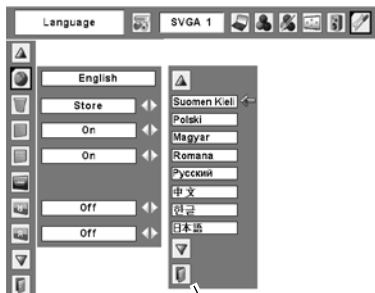 Language SVGA 1
English
Store
On
On
Off
Off
Suomen Kieli
Polski
Magyar
Romana
Русский
中文
한글
日本語